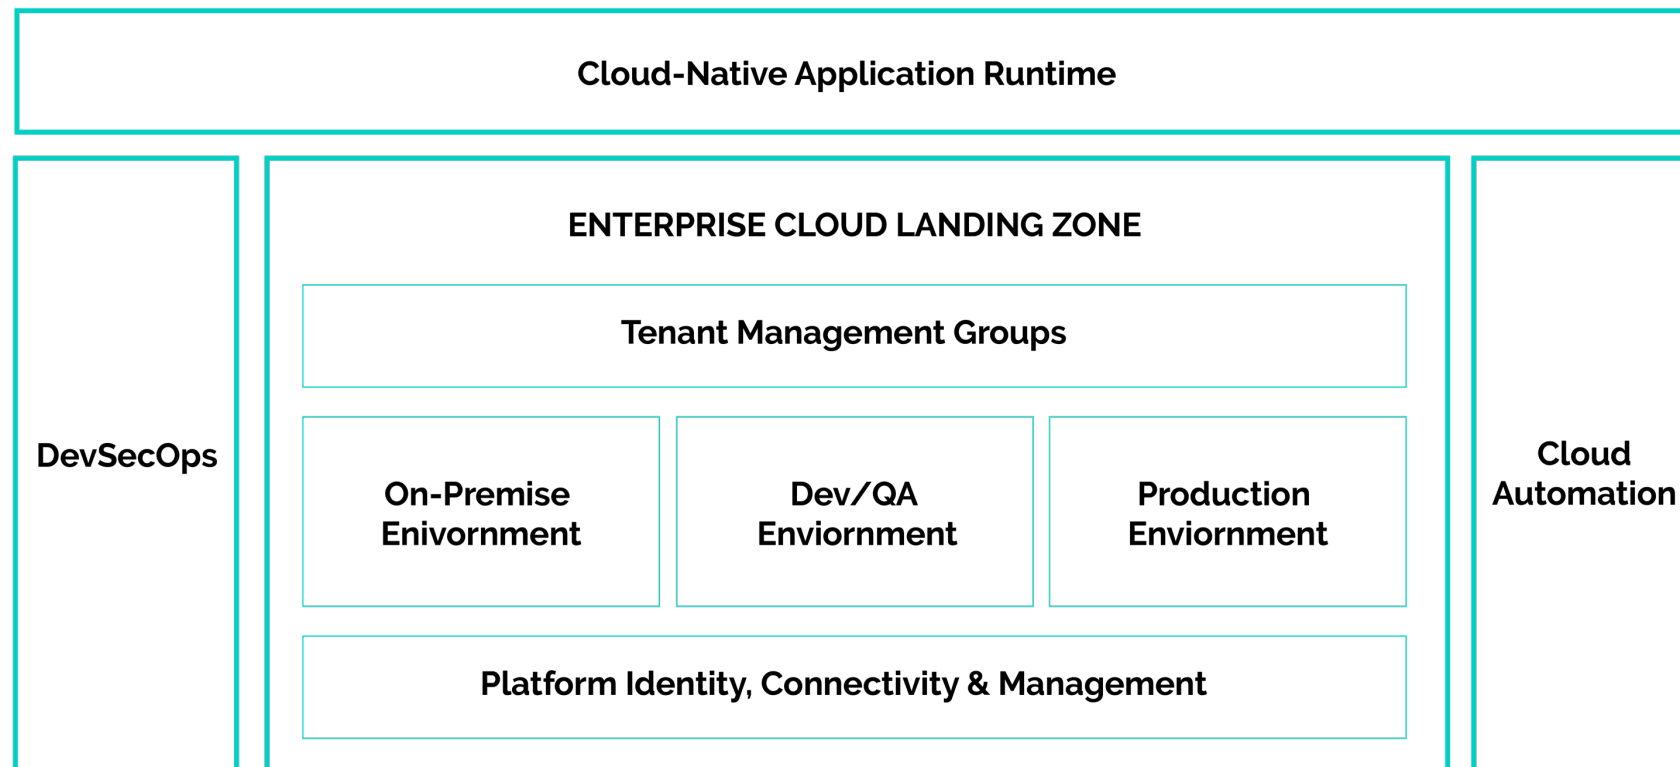 Cloud-Native Application Runtime
ENTERPRISE CLOUD LANDING ZONE
Tenant Management Groups
DevSecOps
On-Premise
Enivornment
Dev/QA
Enviornment
Production
Enviornment
Cloud
Automation
Platform Identity, Connectivity & Management